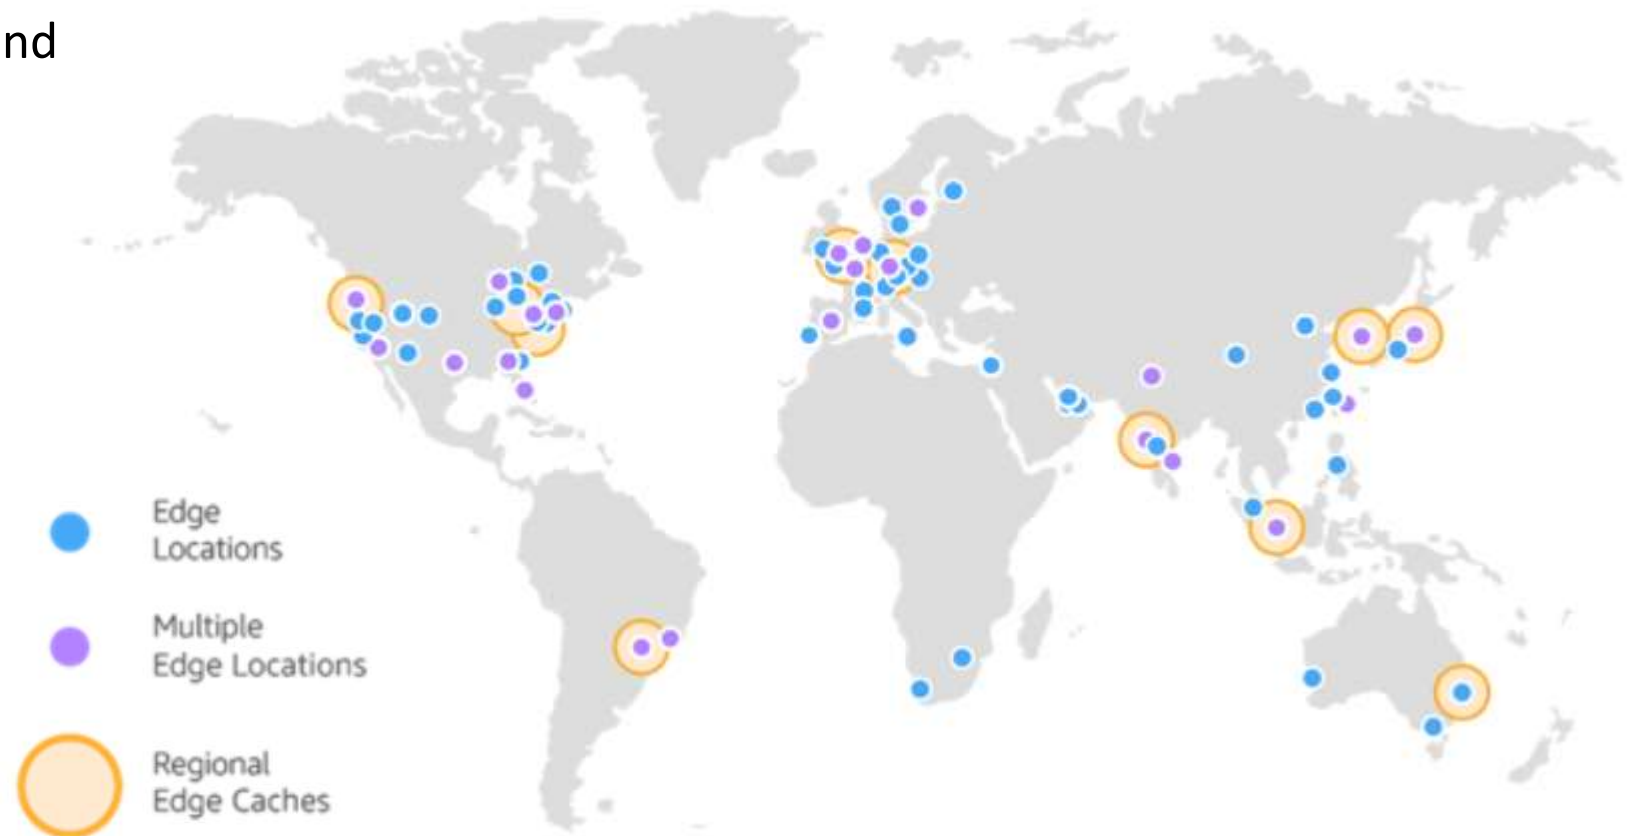 nd
Edge
Locations
Multiple
Edge Locations
Regional
Edge Caches